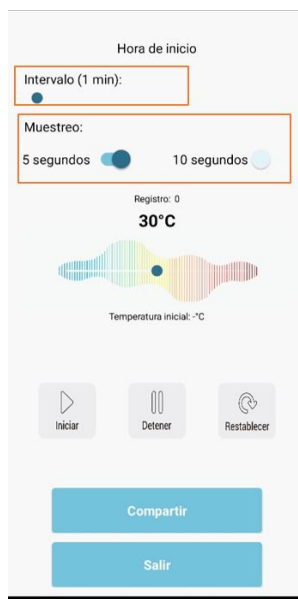 Hora de inicio
Intervalo (1 min):
Muestreo:
5 segundos 10 segundos
Registro: 0
30°C
Temperatura inicial: -°C
Iniciar Detener Restablecer
Compartir
Salir